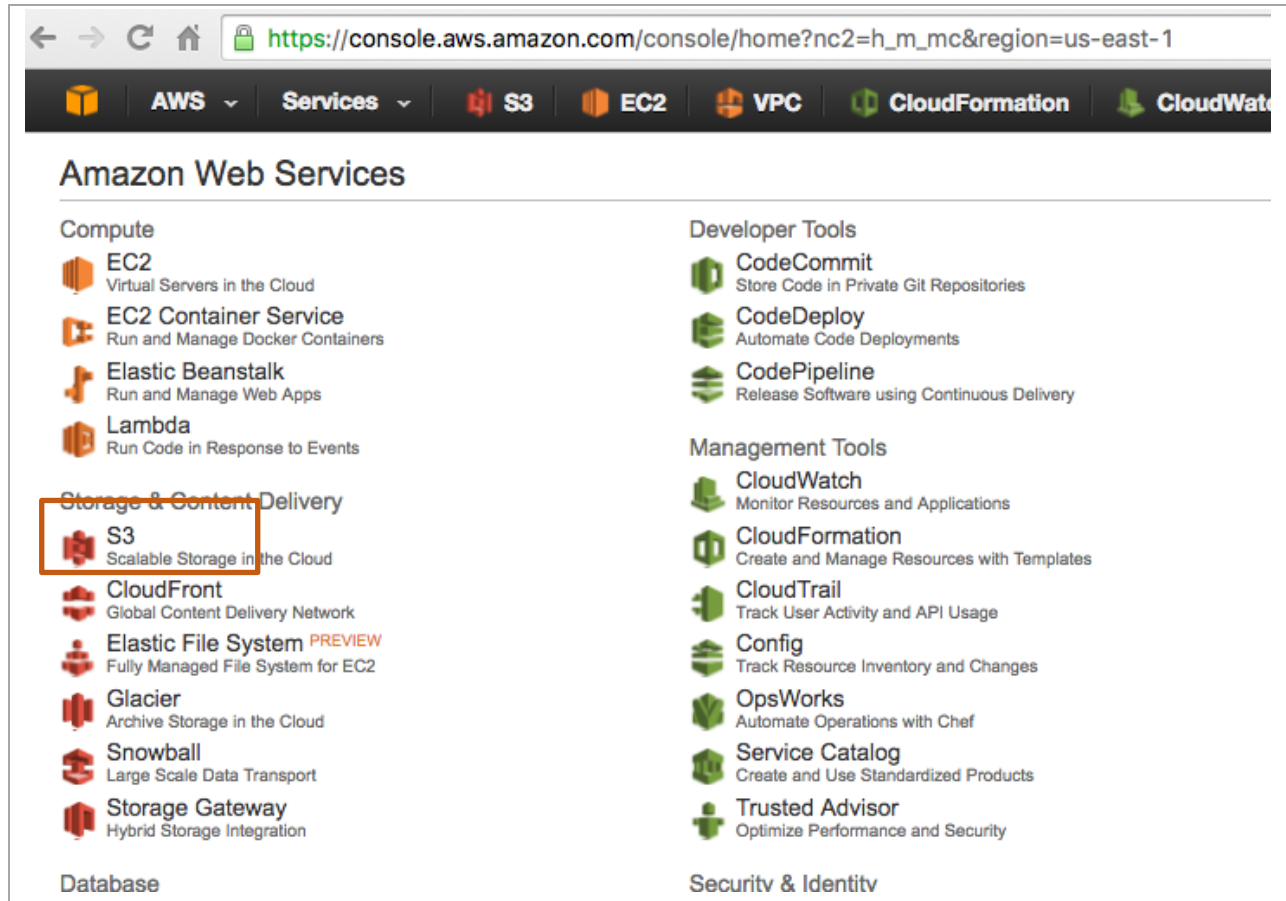 https://console.aws.amazon.com/console/home?nc2=h_m_mc&region=us-east-1
AWS Services S3 EC2 VPC CloudFormation CloudWatc
Amazon Web Services
Compute
EC2
Virtual Servers in the Cloud
EC2 Container Service
Run and Manage Docker Containers
Elastic Beanstalk
Run and Manage Web Apps
Lambda
Run Code in Response to Events
Storage & Content Delivery
S3
Scalable Storage in the Cloud
CloudFront
Global Content Delivery Network
Elastic File System PREVIEW
Fully Managed File System for EC2
Glacier
Archive Storage in the Cloud
Snowball
Large Scale Data Transport
Storage Gateway
Hybrid Storage Integration
Database
Developer Tools
CodeCommit
Store Code in Private Git Repositories
CodeDeploy
Automate Code Deployments
CodePipeline
Release Software using Continuous Delivery
Management Tools
CloudWatch
Monitor Resources and Applications
CloudFormation
Create and Manage Resources with Templates
CloudTrail
Track User Activity and API Usage
Config
Track Resource Inventory and Changes
OpsWorks
Automate Operations with Chef
Service Catalog
Create and Use Standardized Products
Trusted Advisor
Optimize Performance and Security
Security & Identity